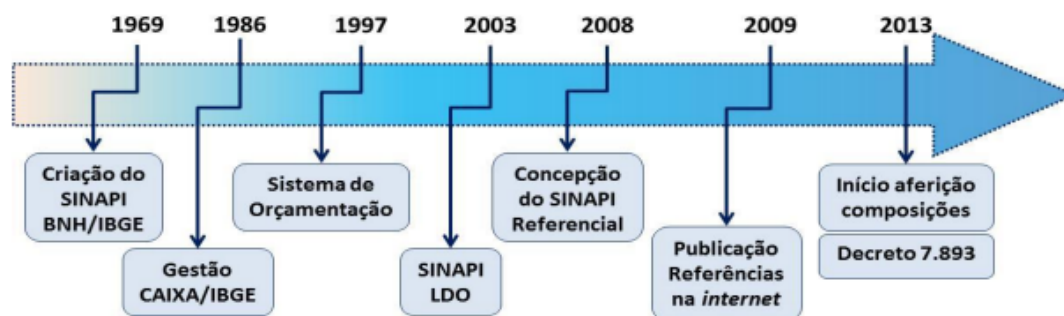 1969 1986 1997 2003 2008 2009 2013
Criação do
SINAPI
BNH/IBGE
Gestão
CAIXA/IBGE
Sistema de
Orçamentação
SINAPI
LDO
Concepção
do SINAPI
Referencial
Publicação
Referências
na internet
Início aferição
composições
Decreto 7.893